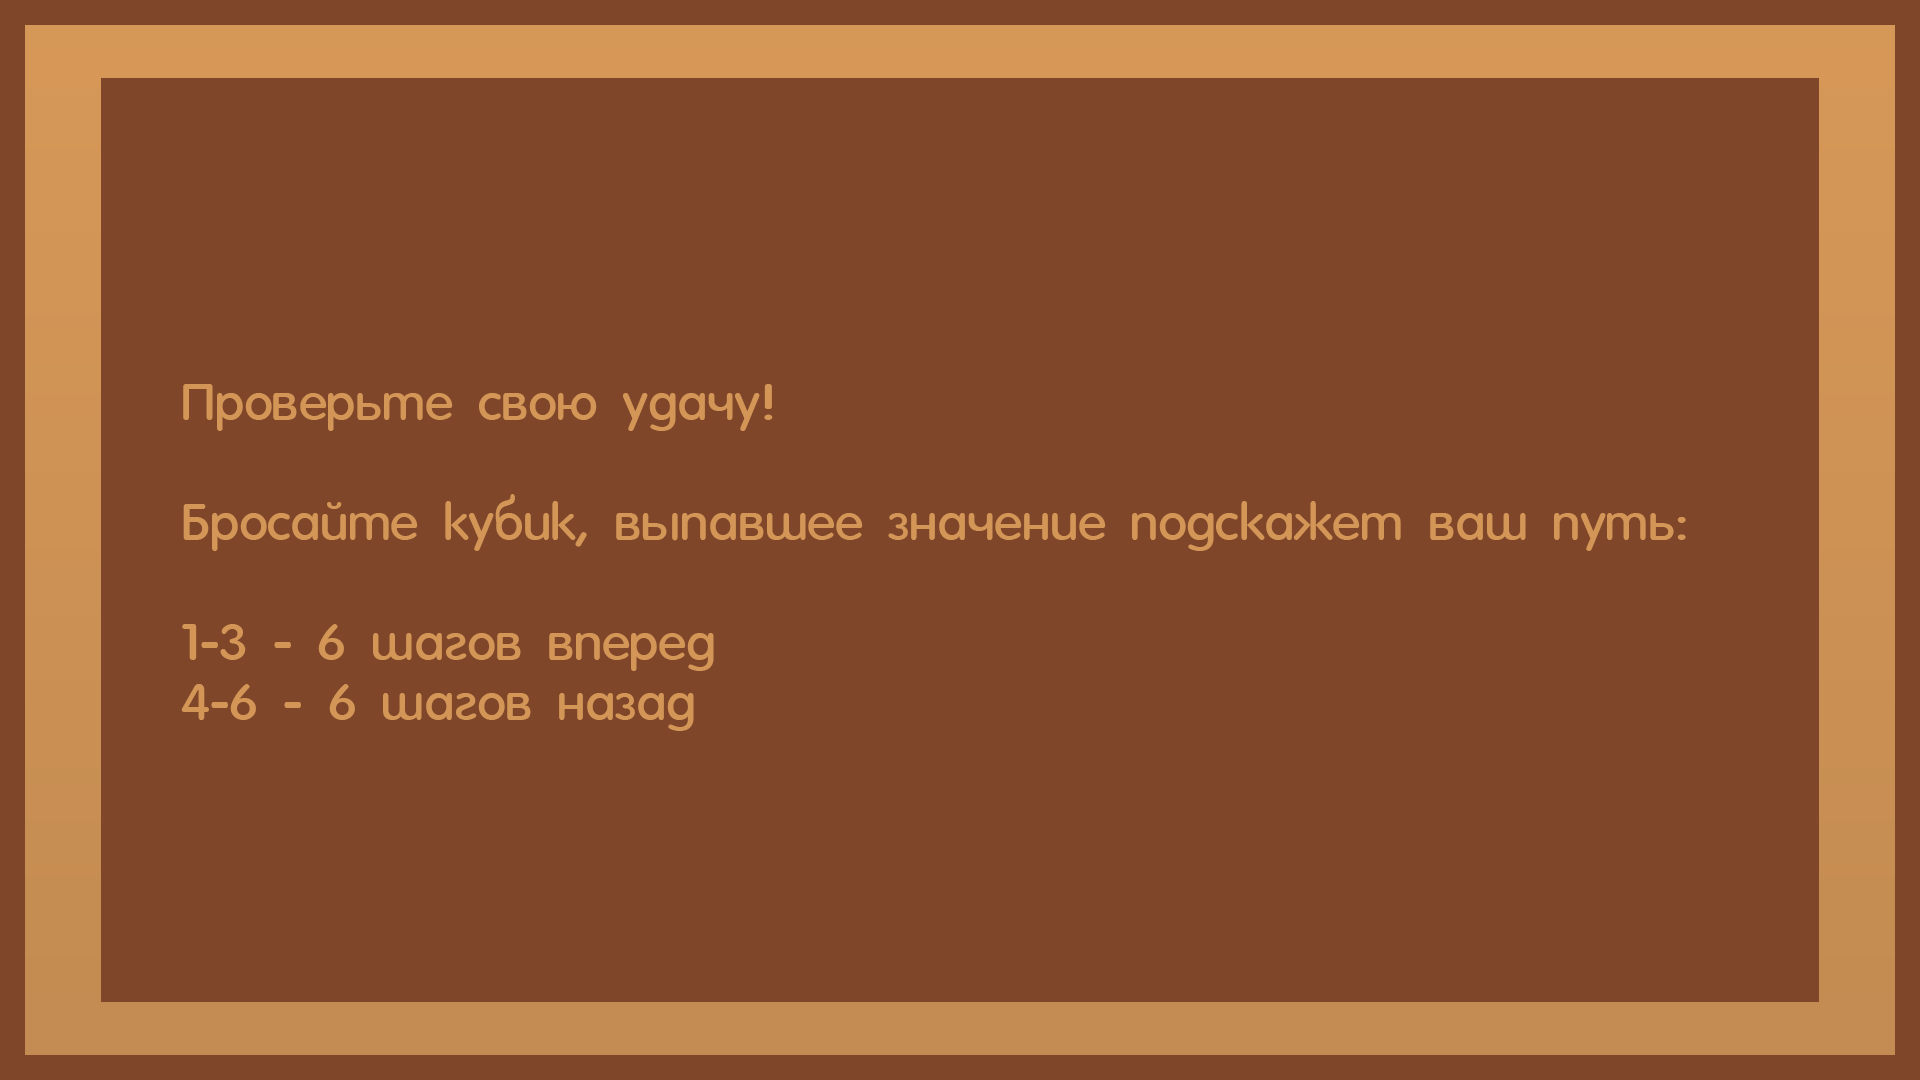 Проверьте свою удачу!
Бросайте кубик, выпавшее значение подскажет ваш путь:
1-3 - 6 шагов вперед
4-6 - 6 шагов назад